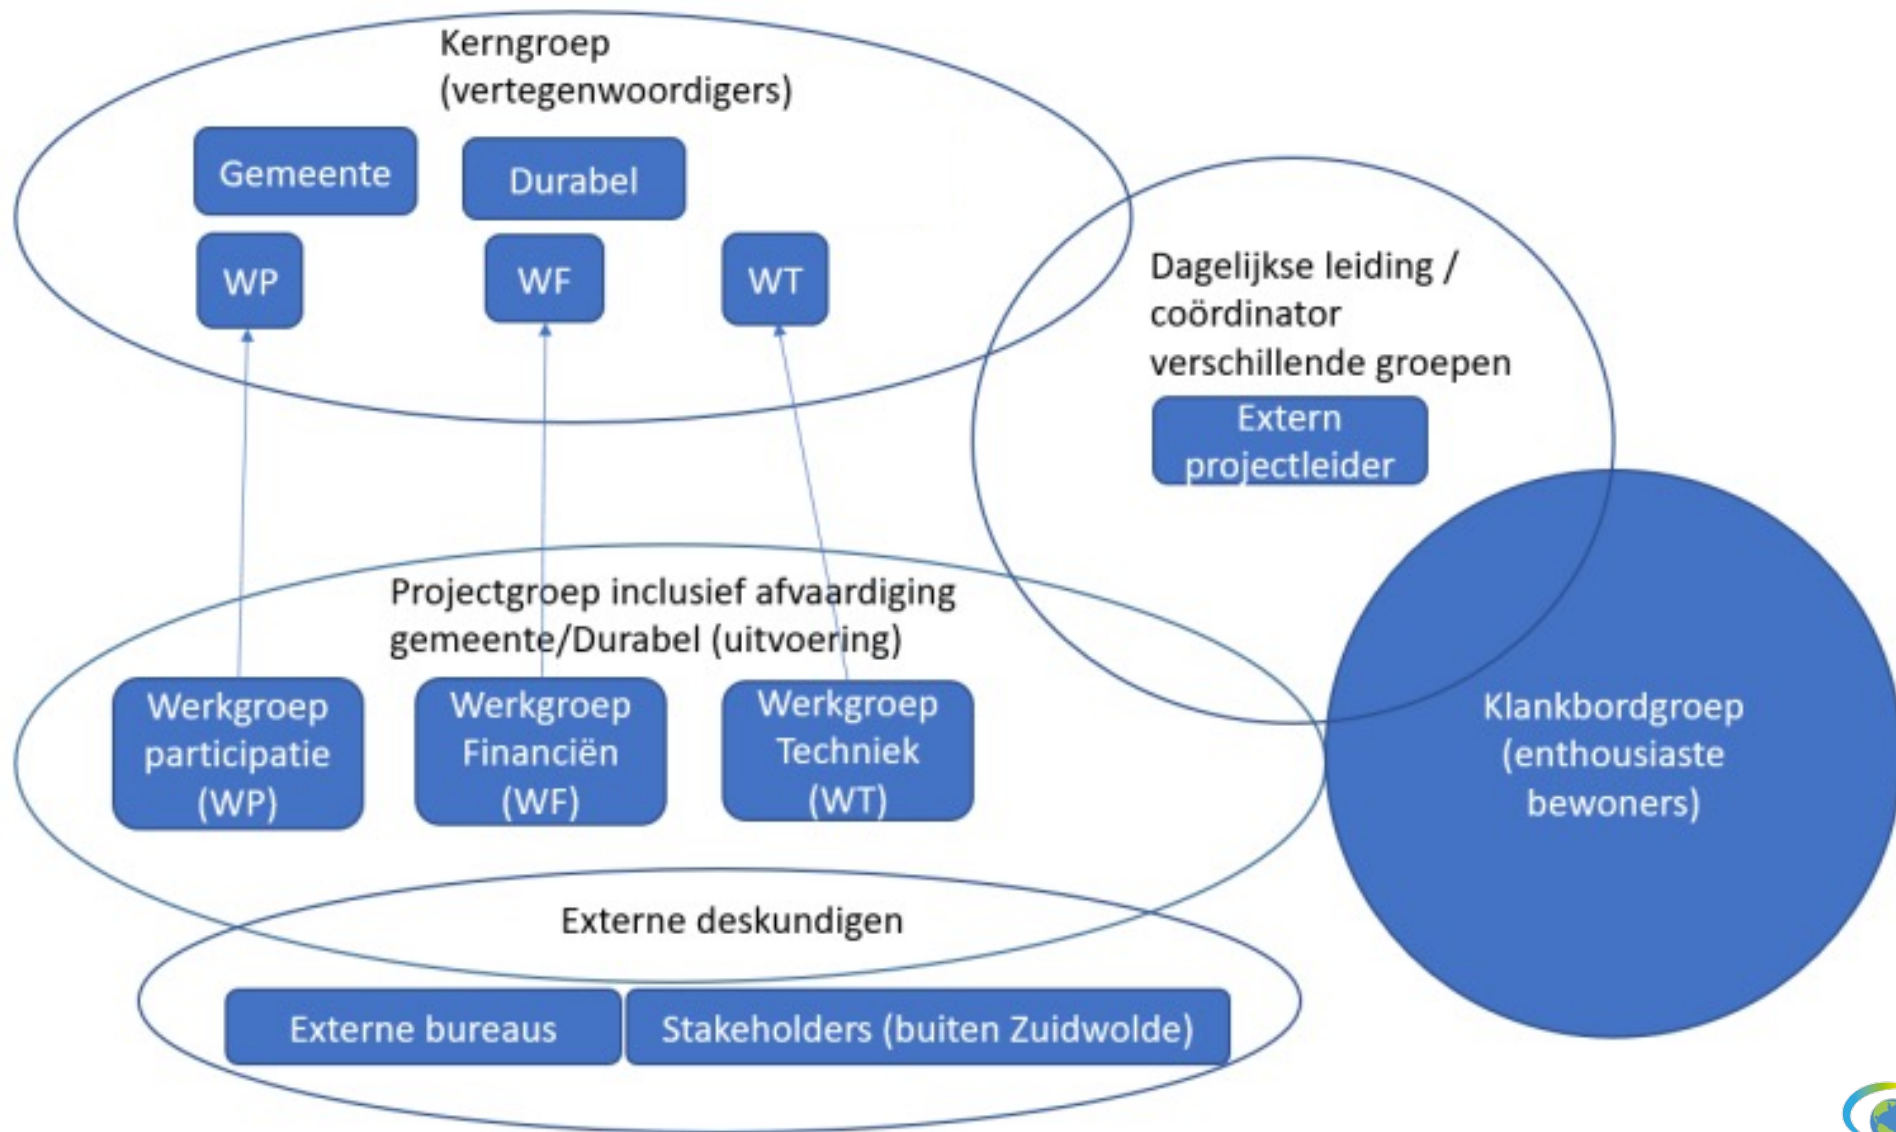 Kerngroep
(vertegenwoordigers)
Gemeente
Durabel
WP
WF
WT
Dagelijkse leiding /
coördinator
verschillende groepen
Extern
projectleider
Projectgroep inclusief afvaardiging
gemeente/Durabel (uitvoering)
Werkgroep
participatie
(WP)
Werkgroep
Financiën
(WF)
Werkgroep
Techniek
(WT)
Klankbordgroep
(enthousiaste
bewoners)
Externe deskundigen
Externe bureaus
Stakeholders (buiten Zuidwolde)